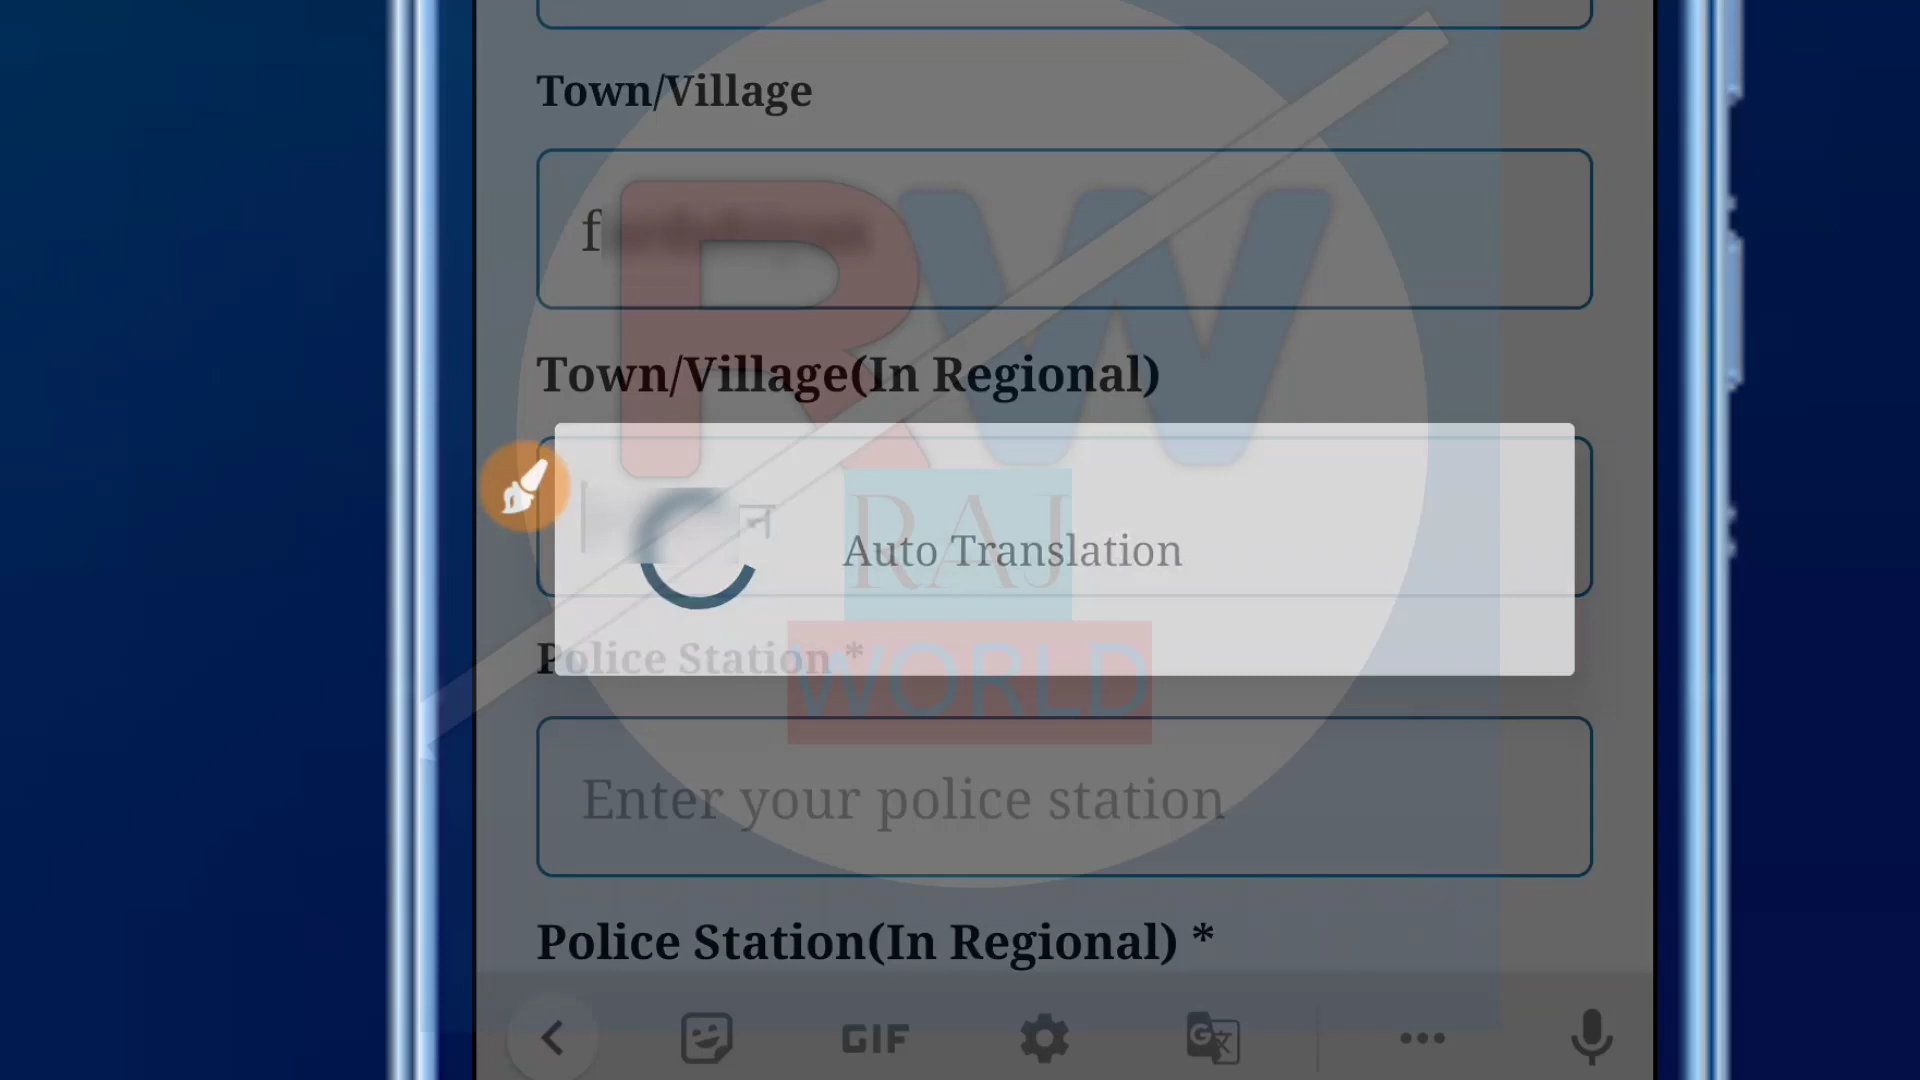 Town/Village
f
Town/Village(In Regional)
RW
RAJ
Auto Translation
Police Station *
WORLD
Enter your police station
Police Station(In Regional) *
GIF